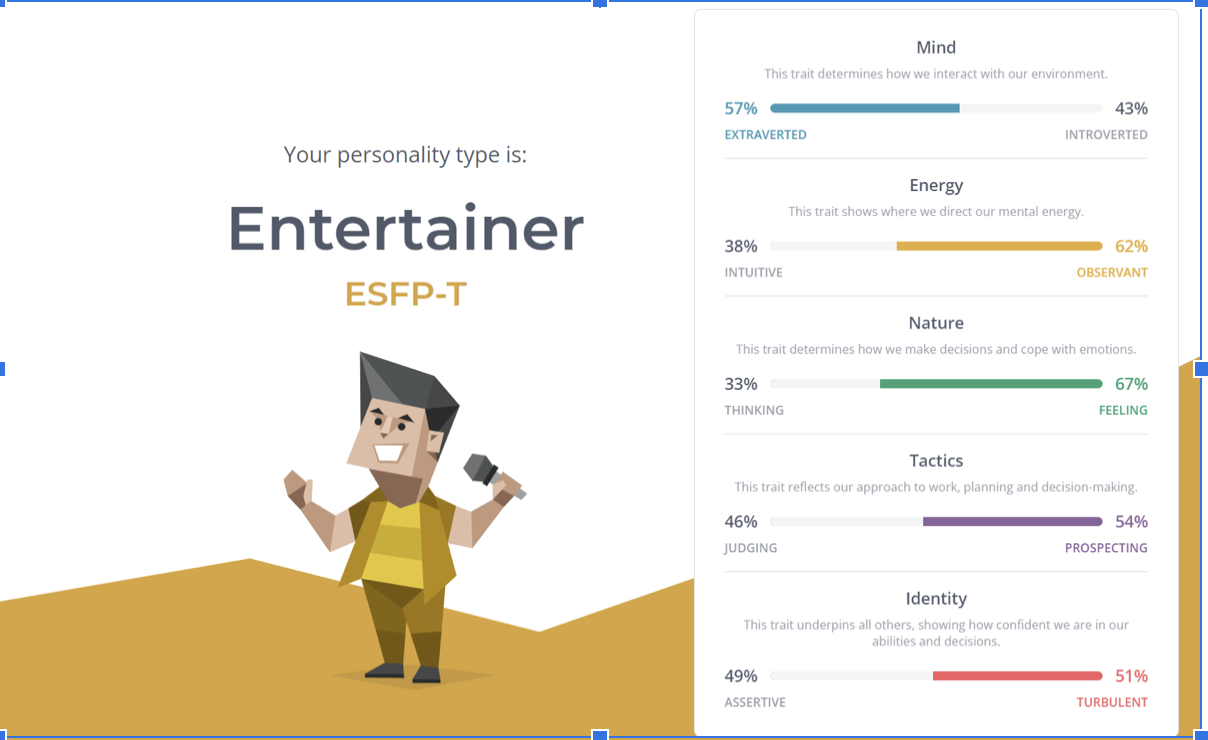 Your personality type is:
Entertainer
ESFP-T
Mind
This trait determines how we interact with our environment.
57% 43%
EXTRAVERTED INTROVERTED
Energy
This trait shows where we direct our mental energy.
38% 62%
INTUITIVE OBSERVANT
Nature
This trait determines how we make decisions and cope with emotions.
33% 67%
THINKING FEELING
Tactics
This trait reflects our approach to work, planning and decision-making.
46% 54%
JUDGING PROSPECTING
Identity
This trait underpins all others, showing how confident we are in our
abilities and decisions.
49% 51%
ASSERTIVE TURBULENT